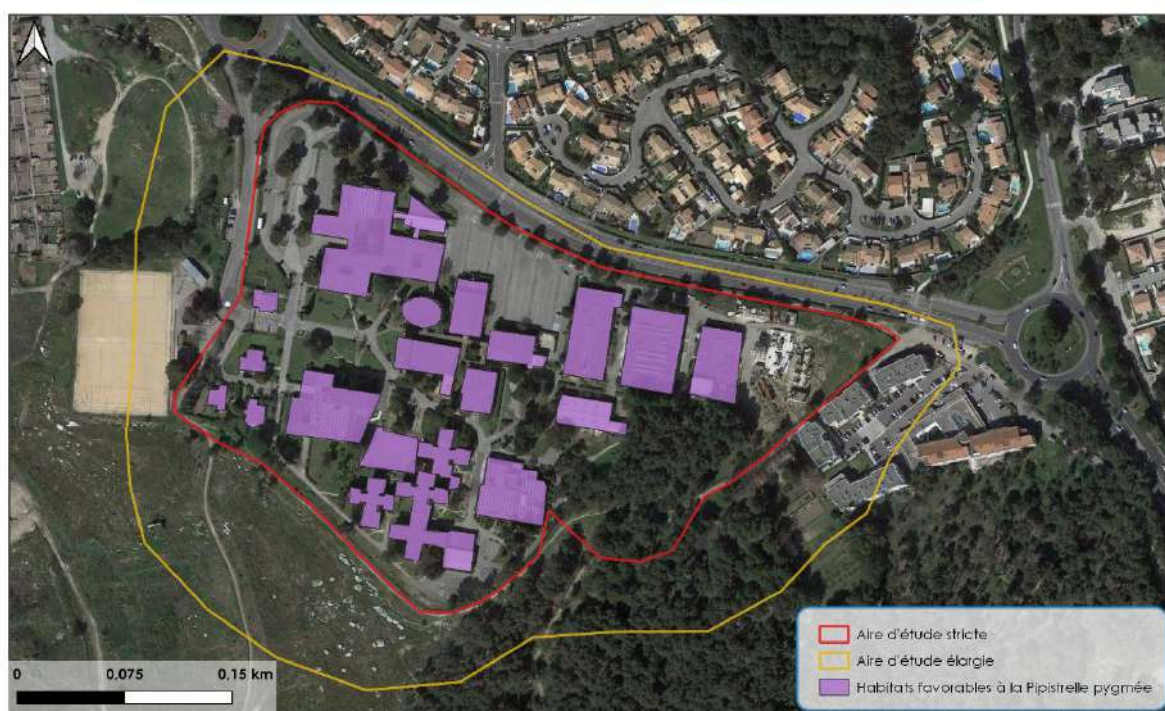 0 0,075 0,15 km
Aire d'étude stricte
Aire d'étude élargie
Habitats favorables à la Pipistrelle pygmée